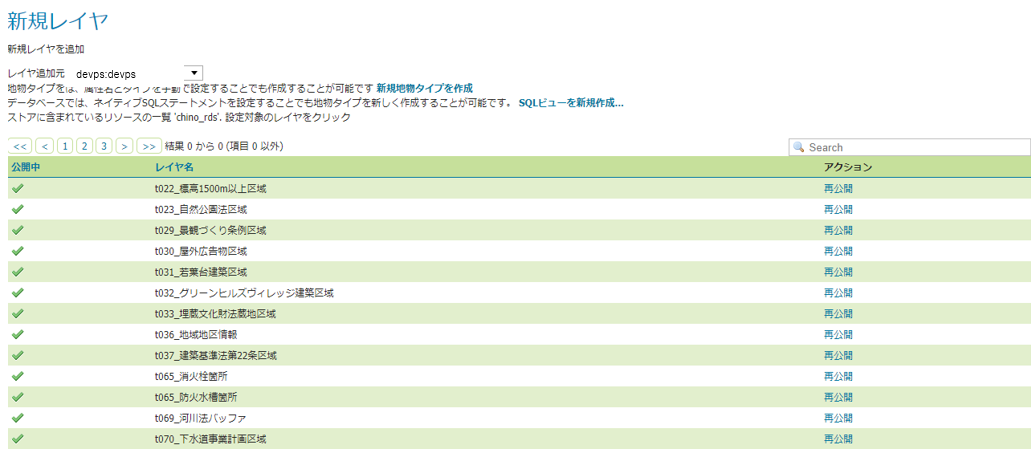 新規レイヤ
新規レイヤを追加
レイヤ追加元 devps:devps
地物タイプをは、属性名とタイプを手動で設定することでも作成することが可能です 新規地物タイプを作成
データベースでは、ネイティブSQLステートメントを設定することでも地物タイプを新しく作成することが可能です。 SQLビューを新規作成...
ストアに含まれているリソースの一覧 'chino_rds'. 設定対象のレイヤをクリック
<< < 1 2 3 > >> 結果 0 から 0 (項目 0 以外) Search
公開中 レイヤ名 アクション
t022_標高1500m以上区域 再公開
t023_自然公園法区域 再公開
t029_景観づくり条例区域 再公開
t030_屋外広告物区域 再公開
t031_若葉台建築区域 再公開
t032_グリーンヒルズヴィレッジ建築区域 再公開
t033_埋蔵文化財法蔵地区域 再公開
t036_地域地区情報 再公開
t037_建築基準法第22条区域 再公開
t065_消火栓箇所 再公開
t065_防火水槽箇所 再公開
t069_河川法バッファ 再公開
t070_下水道事業計画区域 再公開